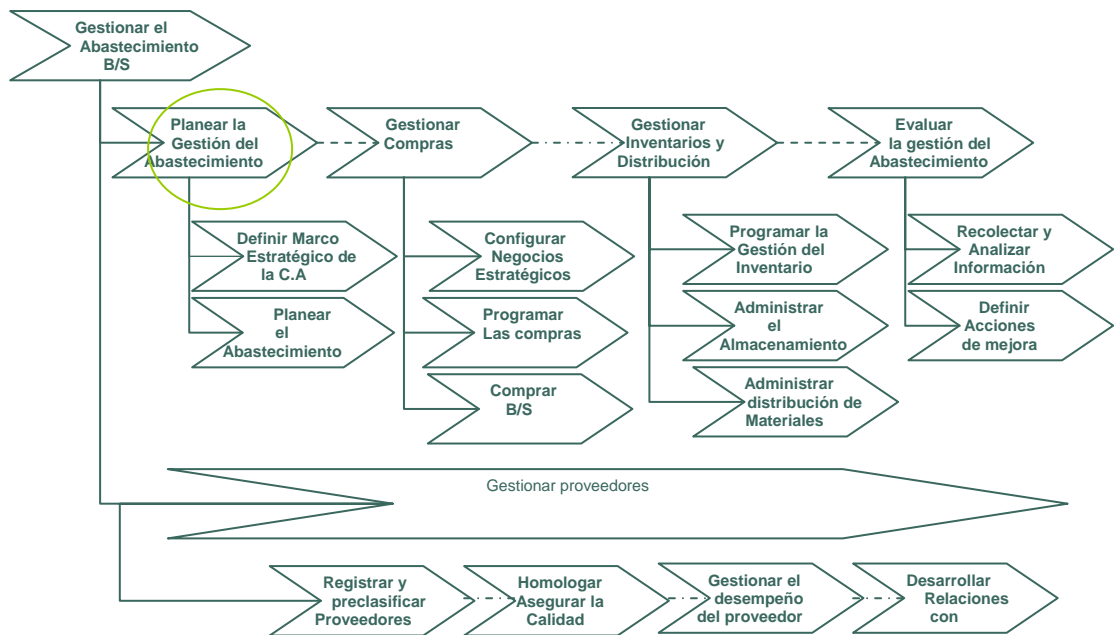 Gestionar el
Abastecimiento
B/S
Planear la
Gestión del
Abastecimiento
Gestionar
Compras
Gestionar
Inventarios y
Distribución
Evaluar
la gestión del
Abastecimiento
Definir Marco
Estratégico de
la C.A
Planear
el
Abastecimiento
Configurar
Negocios
Estratégicos
Programar
Las compras
Comprar
B/S
Programar la
Gestión del
Inventario
Administrar
el
Almacenamiento
Administrar
distribución de
Materiales
Recolectar y
Analizar
Información
Definir
Acciones
de mejora
Gestionar proveedores
Registrar y
preclasificar
Proveedores
Homologar
Asegurar la
Calidad
Gestionar el
desempeño
del proveedor
Desarrollar
Relaciones
con